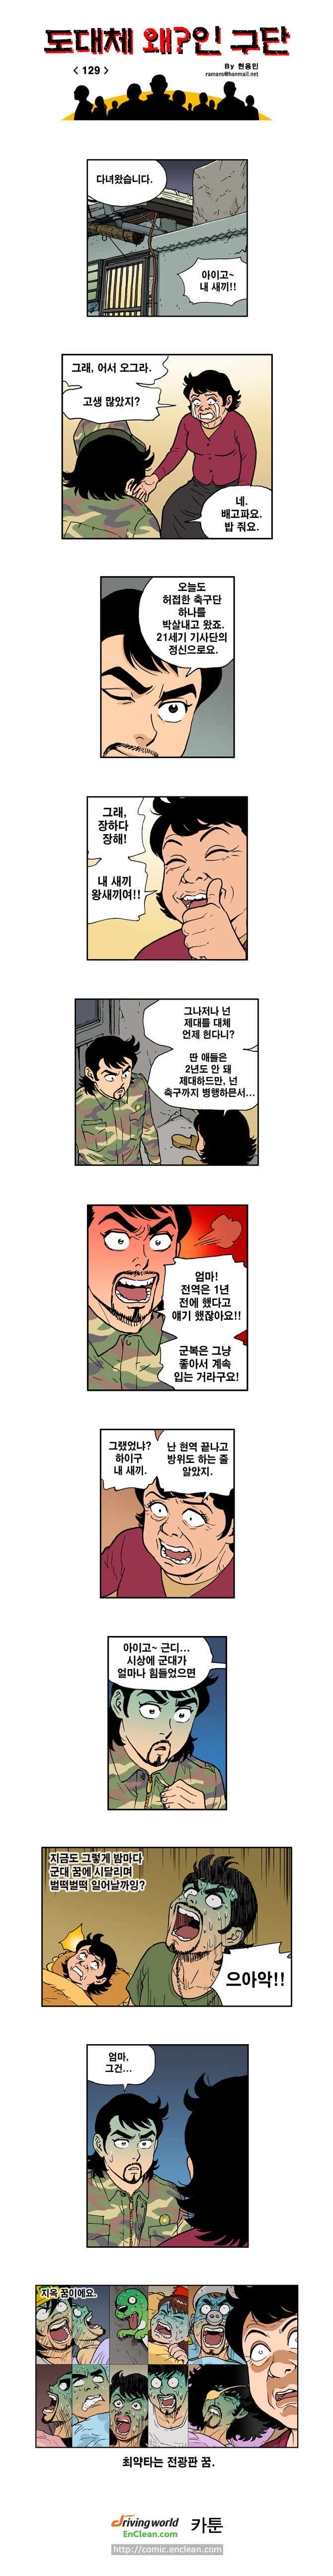 도대체 왜?인 구단
< 129 >
By 현용민
ramans@hanmail.net
다녀왔습니다.
아이고~
내 새끼!!
그래, 어서 오그라.
고생 많았지?
네.
배고파요.
밥 줘요.
오늘도
허접한 축구단
하나를
박살내고 왔죠.
21세기 기사단의
정신으로요.
그래,
장하다
장해!
내 새끼
왕새끼여!!
그나저나 넌
제대를 대체
언제 헌다니?
딴 애들은
2년도 안 돼
제대하드만, 넌
축구까지 병행하믄서...
엄마!
전역은 1년
전에 했다고
얘기 했잖아요!!
군복은 그냥
좋아서 계속
입는 거라구요!
그랬었냐?
하이구
내 새끼.
난 현역 끝나고
방위도 하는 줄
알았지.
아이고~ 근디...
시상에 군대가
얼마나 힘들었으면
지금도 그렇게 밤마다
군대 꿈에 시달리며
벌떡벌떡 일어날까잉?
으아악!!
엄마,
그건...
지옥 꿈이에요.
최약타는 전광판 꿈.
drivingworld
EnClean.com
카툰
http://comic.enclean.com